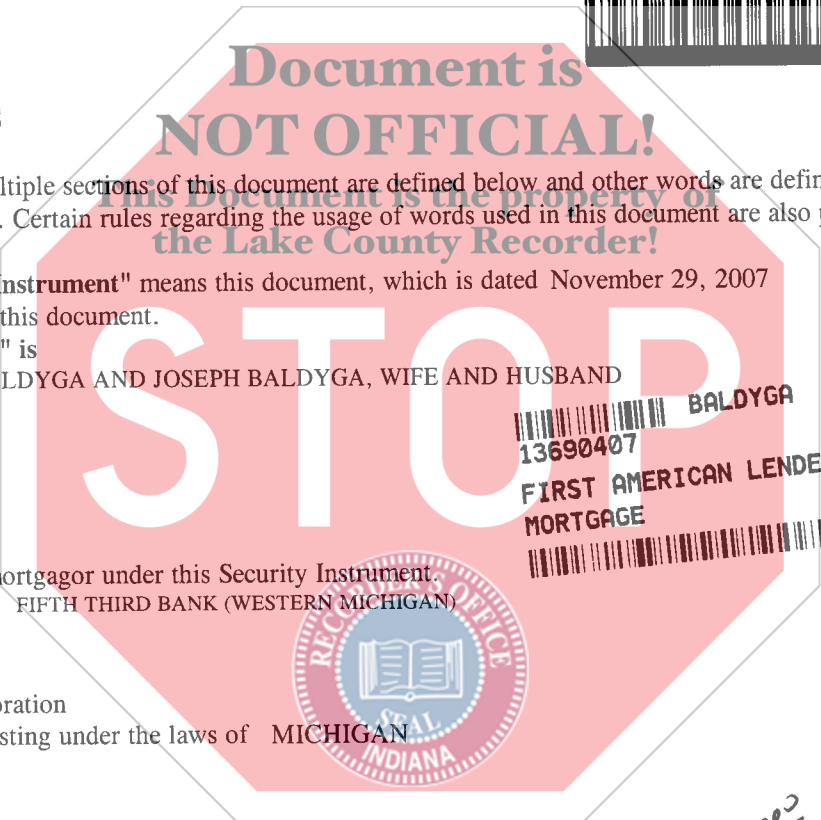 Document is
NOT OFFICIAL!
ltiple sections of this document are defined below and other words are defin
This Document is the property of
. Certain rules regarding the usage of words used in this document are also p
the Lake County Recorder!
Instrument" means this document, which is dated November 29, 2007
this document.
" is
LDYGA AND JOSEPH BALDYGA, WIFE AND HUSBAND
STOP
BALDYGA
13690407
FIRST AMERICAN LENDE
MORTGAGE
ortgagor under this Security Instrument.
FIFTH THIRD BANK (WESTERN MICHIGAN)
RECORDER'S OFFICE
SEAL
INDIANA
oration
sting under the laws of MICHIGAN